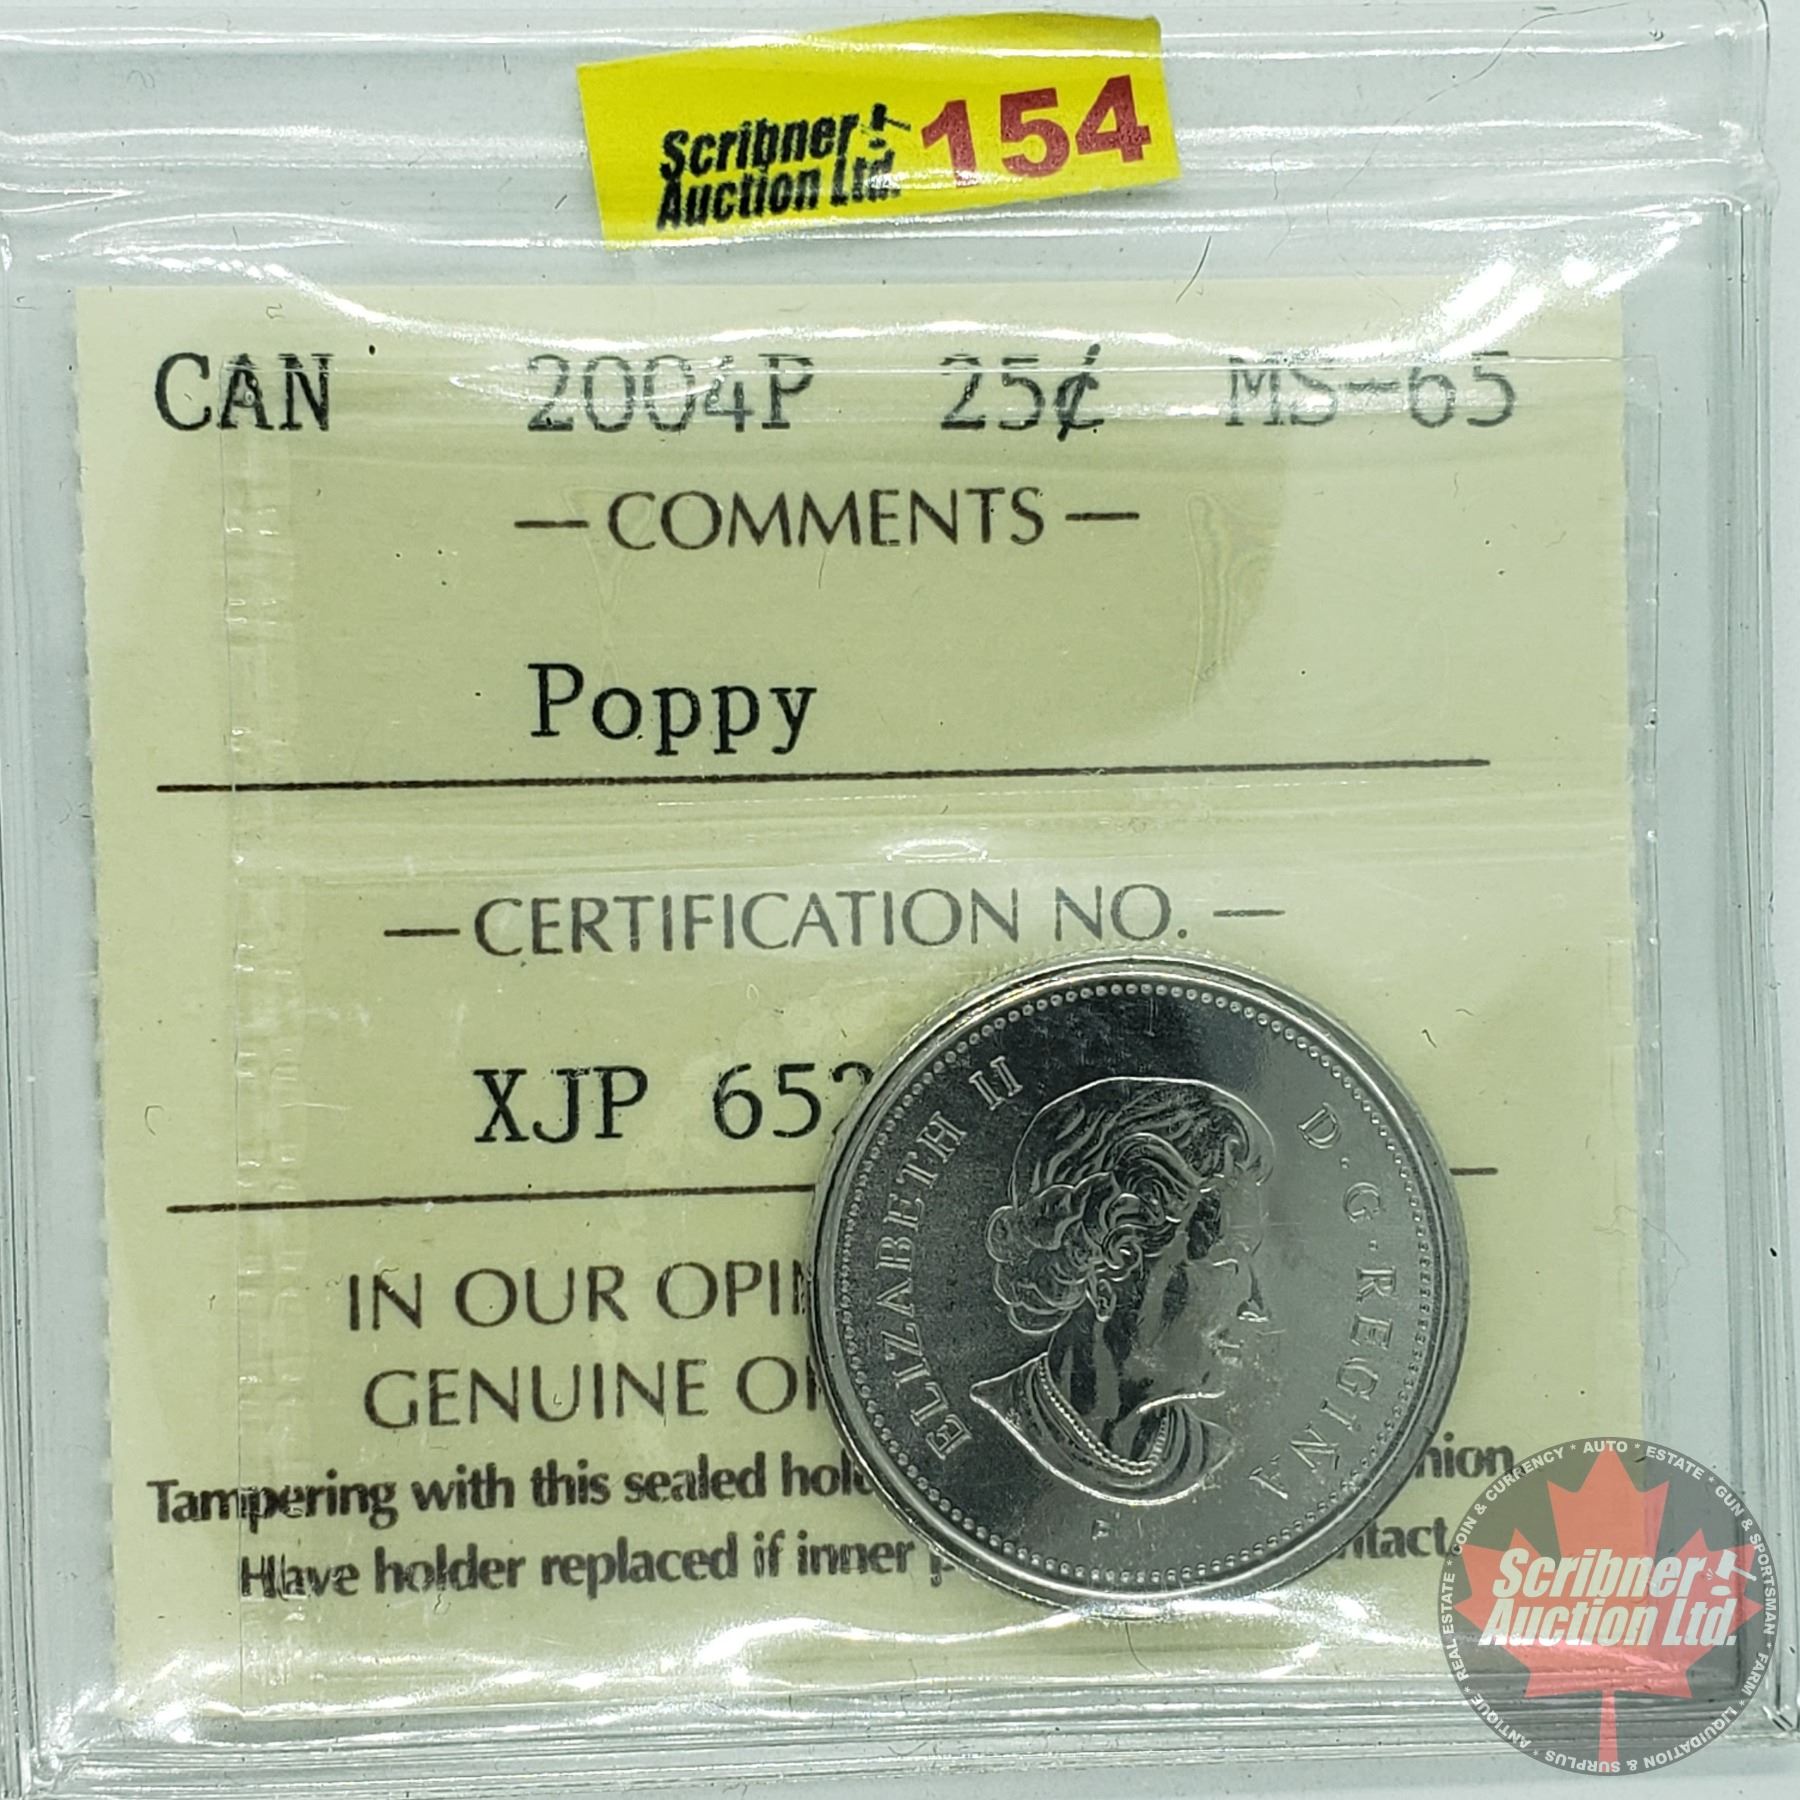 Scribner
Auction Ltd.
154
CAN 2004P 25¢ MS-65
— COMMENTS —
Poppy
— CERTIFICATION NO. —
XJP 652
IN OUR OPIN
GENUINE O
Tampering with this sealed hol nion.
Have holder replaced if inner p ntact.
ELIZABETH II D·G·REGINA
P
COIN & CURRENCY * AUTO * ESTATE * GUN & SPORTSMAN * FARM * LIQUIDATION & SURPLUS * ANTIQUE * REAL ESTATE *
Scribner
Auction Ltd.